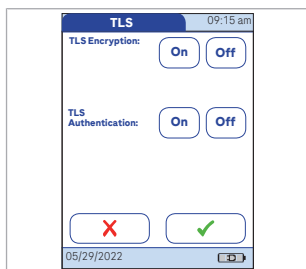 TLS 09:15 am
TLS Encryption: On Off
TLS
Authentication: On Off
05/29/2022